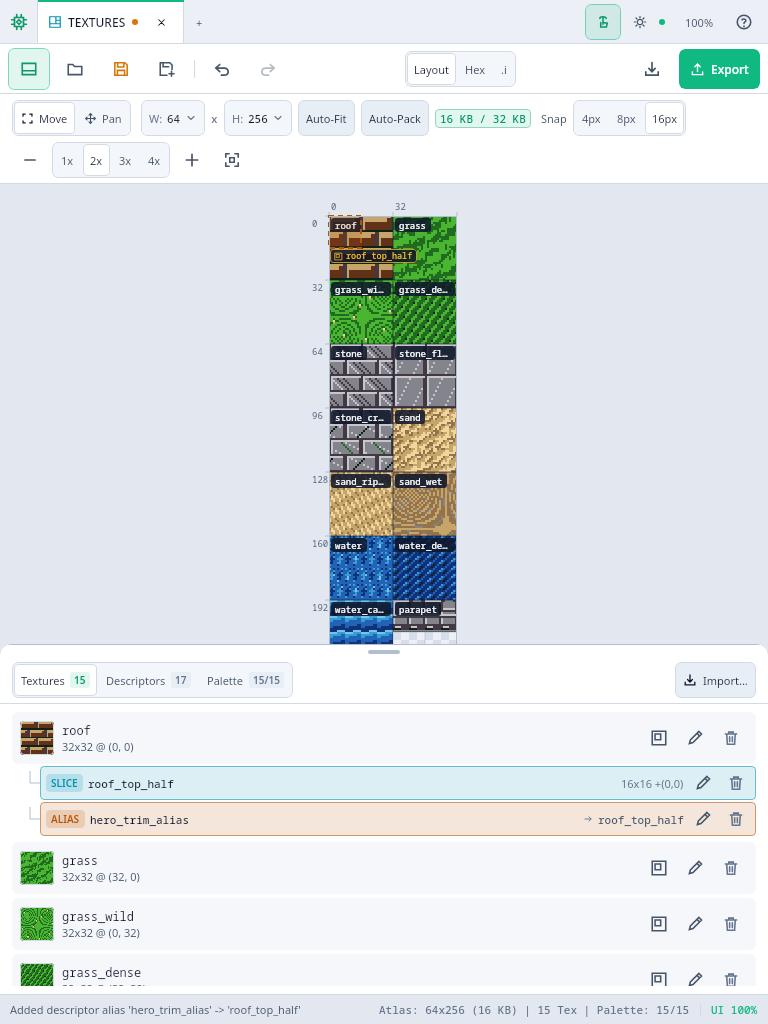 TEXTURES
+
100%
Layout Hex .i
Export
Move Pan W: 64 x H: 256 Auto-Fit Auto-Pack 16 KB / 32 KB Snap 4px 8px 16px
1x 2x 3x 4x
0 32
0 roof grass
roof_top_half
32 grass_wi… grass_de…
64 stone stone_fl…
96 stone_cr… sand
128 sand_rip… sand_wet
160 water water_de…
192 water_ca… parapet
Textures 15 Descriptors 17 Palette 15/15 Import...
roof
32x32 @ (0, 0)
SLICE roof_top_half 16x16 +(0,0)
ALIAS hero_trim_alias → roof_top_half
grass
32x32 @ (32, 0)
grass_wild
32x32 @ (0, 32)
grass_dense
Added descriptor alias 'hero_trim_alias' -> 'roof_top_half' Atlas: 64x256 (16 KB) | 15 Tex | Palette: 15/15 UI 100%